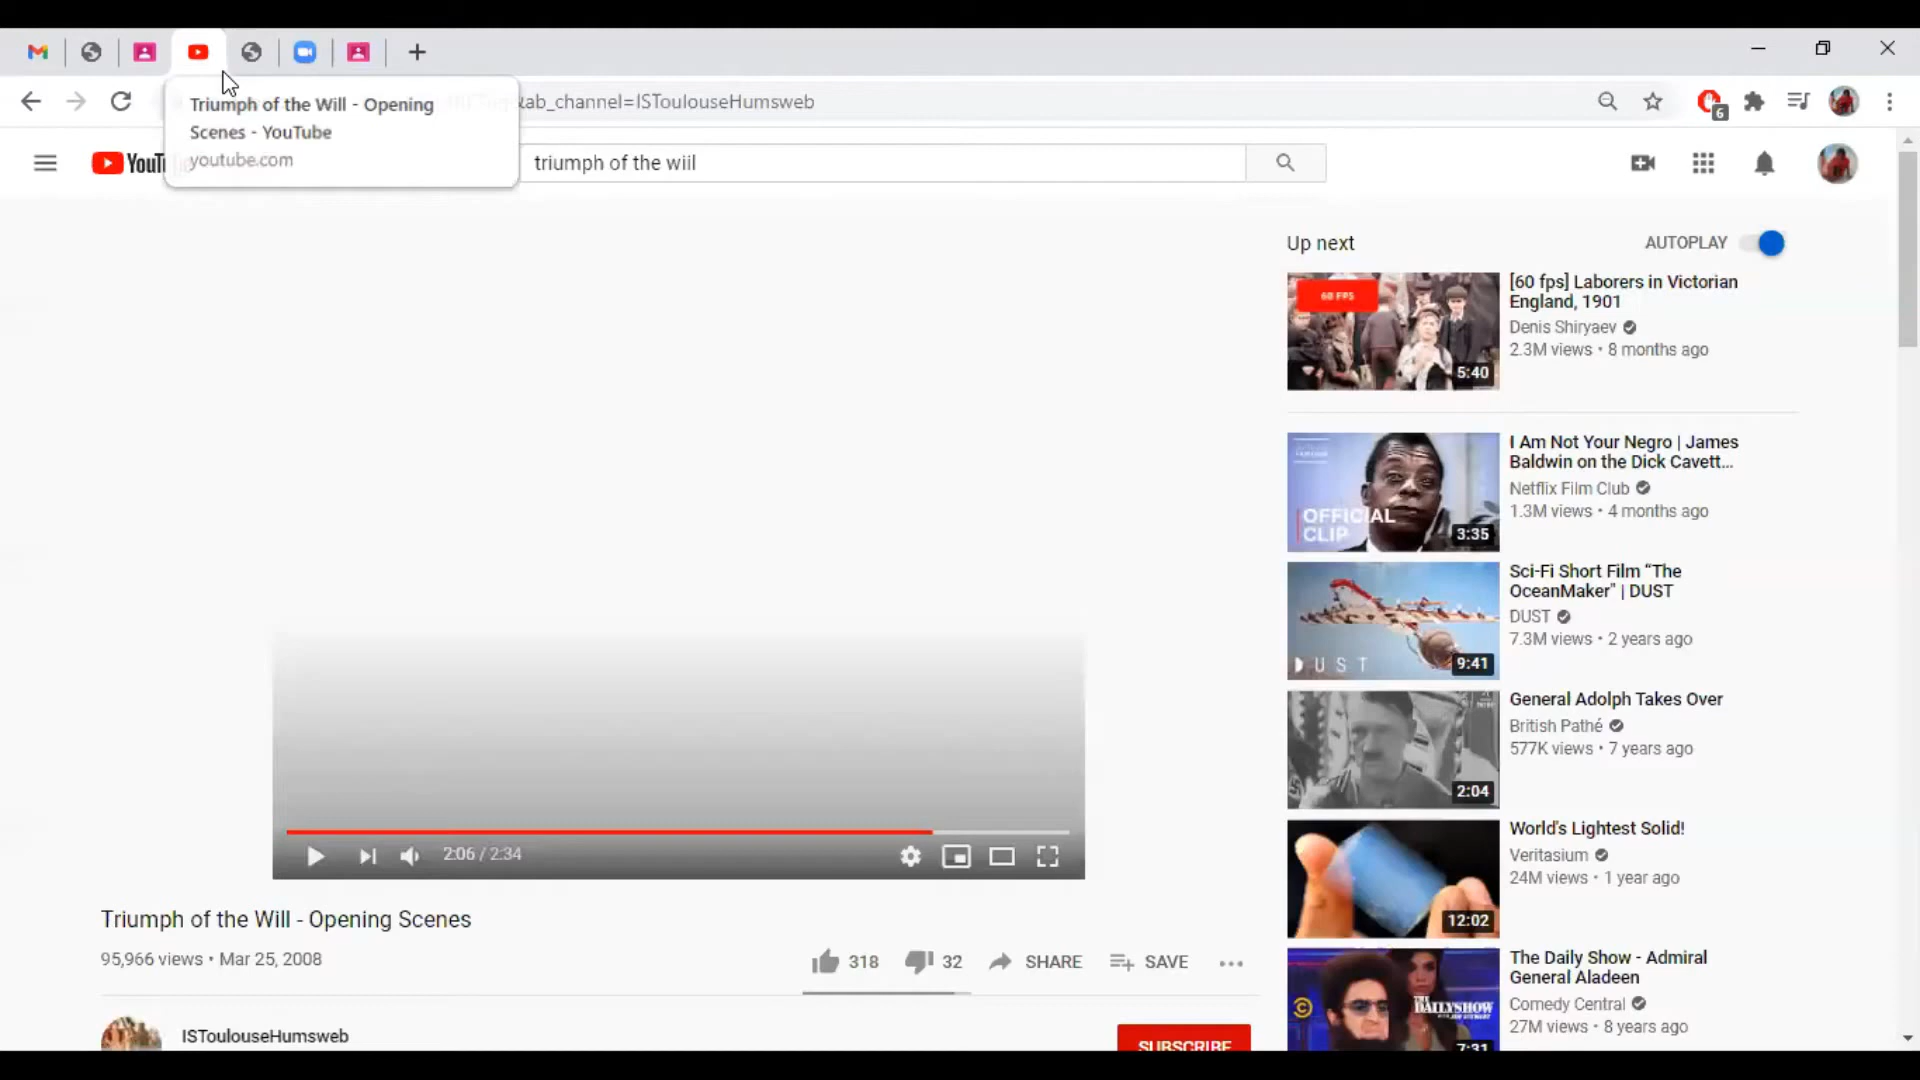 6
Triumph of the Will - Opening
Scenes - YouTube
youtube.com
&ab_channel=ISToulouseHumsweb
triumph of the wiil
Up next
AUTOPLAY
60 FPS
5:40
[60 fps] Laborers in Victorian
England, 1901
Denis Shiryaev
2.3M views • 8 months ago
OFFICIAL
CLIP
3:35
I Am Not Your Negro | James
Baldwin on the Dick Cavett...
Netflix Film Club
1.3M views • 4 months ago
DUST
9:41
Sci-Fi Short Film “The
OceanMaker" | DUST
DUST
7.3M views • 2 years ago
2:04
General Adolph Takes Over
British Pathé
577K views • 7 years ago
12:02
World's Lightest Solid!
Veritasium
24M views • 1 year ago
THE
DAILYSHOW
7:31
The Daily Show - Admiral
General Aladeen
Comedy Central
27M views • 8 years ago
2:06 / 2:34
Triumph of the Will - Opening Scenes
95,966 views • Mar 25, 2008
318
32
SHARE
SAVE
ISToulouseHumsweb
SUBSCRIBE